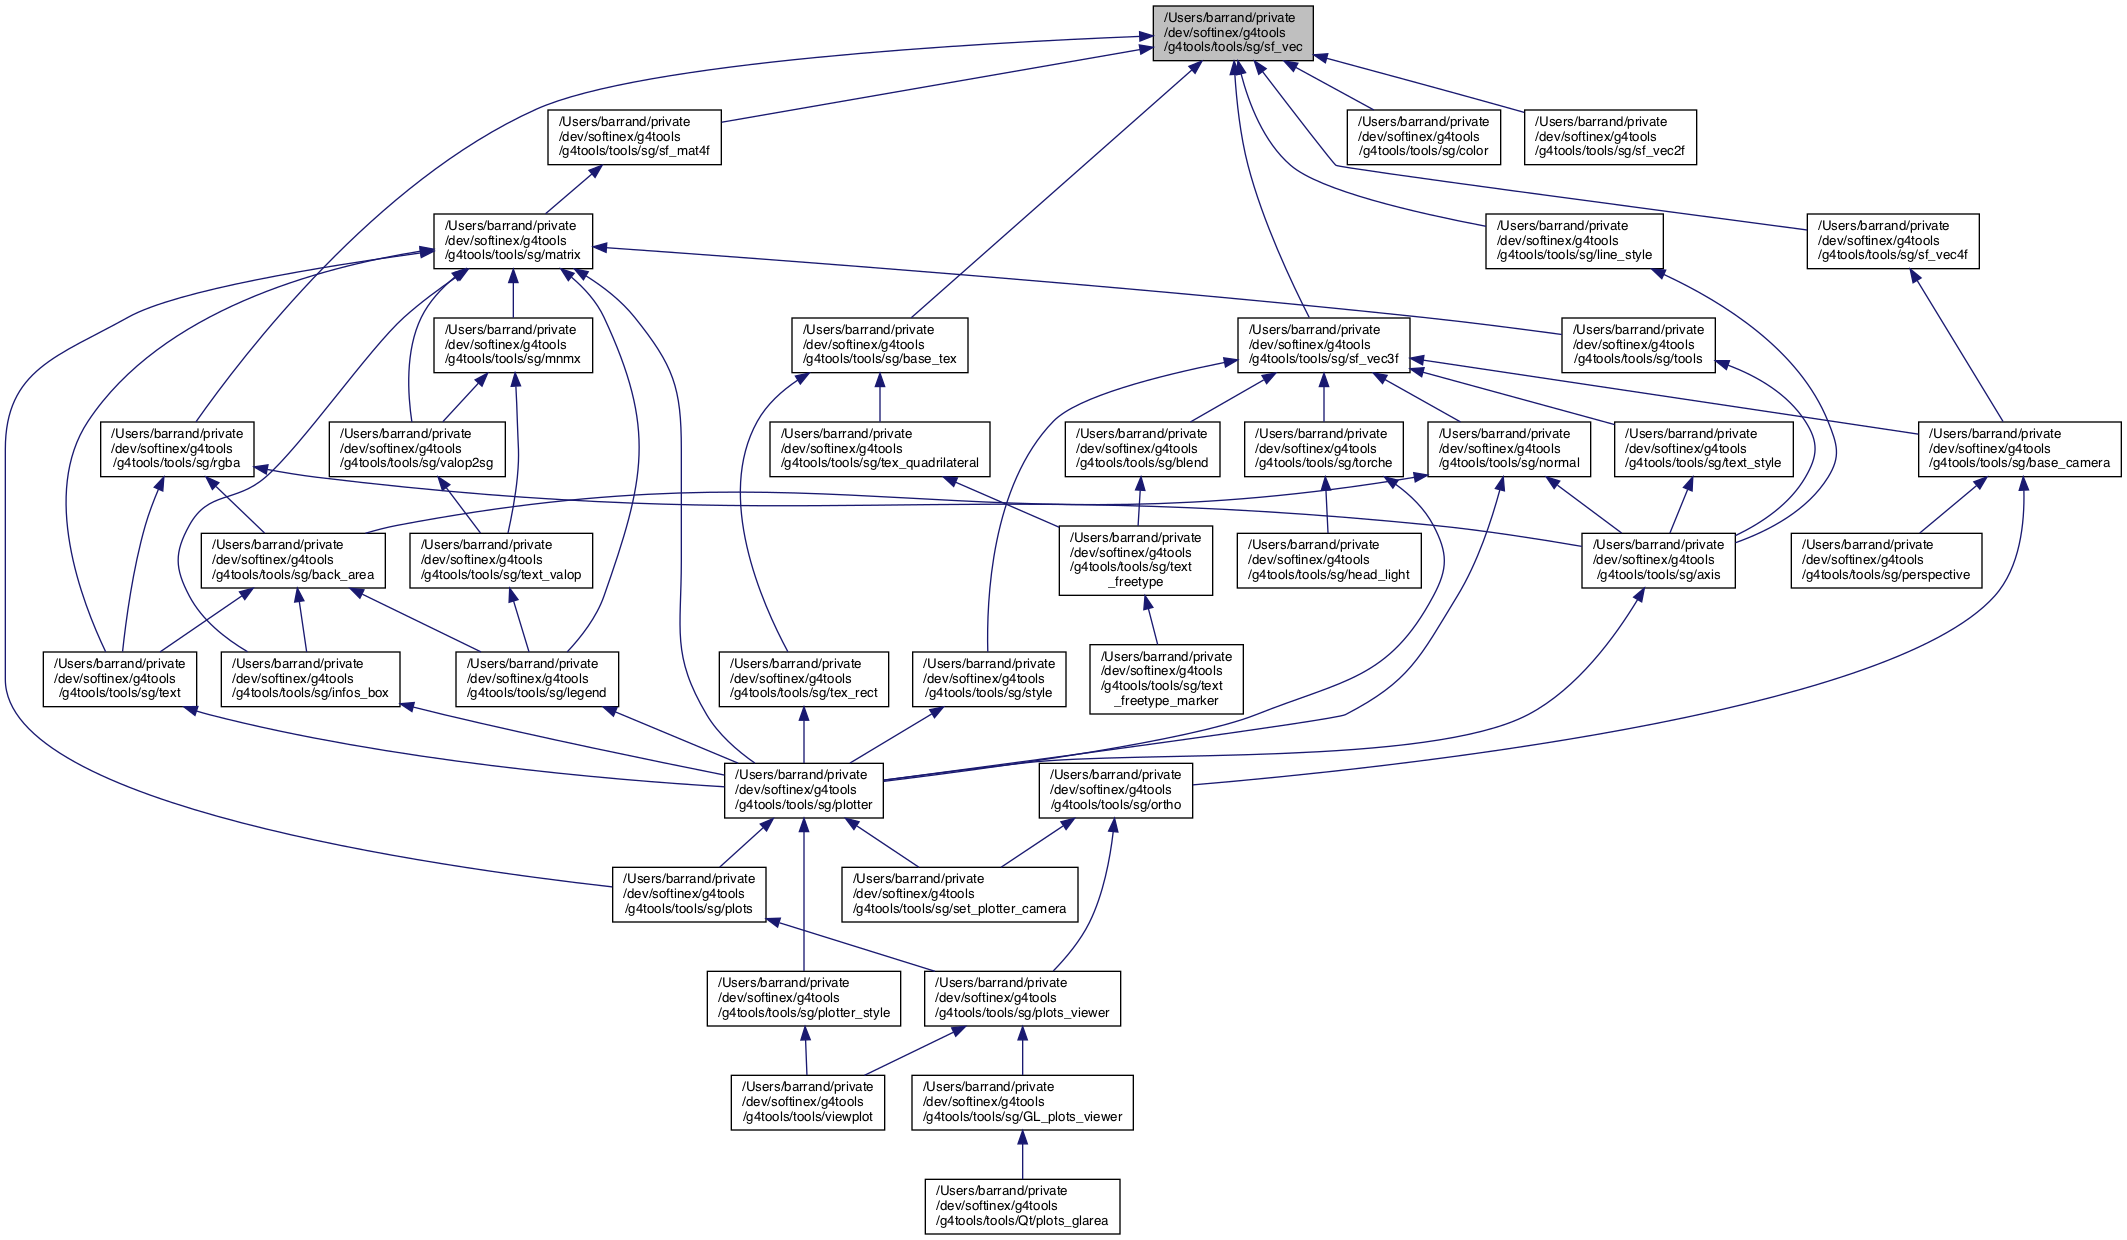 /Users/barrand/private
/dev/softinex/g4tools
/g4tools/tools/sg/sf_vec
/Users/barrand/private
/dev/softinex/g4tools
/g4tools/tools/sg/sf_mat4f
/Users/barrand/private
/dev/softinex/g4tools
/g4tools/tools/sg/color
/Users/barrand/private
/dev/softinex/g4tools
/g4tools/tools/sg/sf_vec2f
/Users/barrand/private
/dev/softinex/g4tools
/g4tools/tools/sg/matrix
/Users/barrand/private
/dev/softinex/g4tools
/g4tools/tools/sg/line_style
/Users/barrand/private
/dev/softinex/g4tools
/g4tools/tools/sg/sf_vec4f
/Users/barrand/private
/dev/softinex/g4tools
/g4tools/tools/sg/mnmx
/Users/barrand/private
/dev/softinex/g4tools
/g4tools/tools/sg/base_tex
/Users/barrand/private
/dev/softinex/g4tools
/g4tools/tools/sg/sf_vec3f
/Users/barrand/private
/dev/softinex/g4tools
/g4tools/tools/sg/tools
/Users/barrand/private
/dev/softinex/g4tools
/g4tools/tools/sg/rgba
/Users/barrand/private
/dev/softinex/g4tools
/g4tools/tools/sg/valop2sg
/Users/barrand/private
/dev/softinex/g4tools
/g4tools/tools/sg/tex_quadrilateral
/Users/barrand/private
/dev/softinex/g4tools
/g4tools/tools/sg/blend
/Users/barrand/private
/dev/softinex/g4tools
/g4tools/tools/sg/torche
/Users/barrand/private
/dev/softinex/g4tools
/g4tools/tools/sg/normal
/Users/barrand/private
/dev/softinex/g4tools
/g4tools/tools/sg/text_style
/Users/barrand/private
/dev/softinex/g4tools
/g4tools/tools/sg/base_camera
/Users/barrand/private
/dev/softinex/g4tools
/g4tools/tools/sg/back_area
/Users/barrand/private
/dev/softinex/g4tools
/g4tools/tools/sg/text_valop
/Users/barrand/private
/dev/softinex/g4tools
/g4tools/tools/sg/text
_freetype
/Users/barrand/private
/dev/softinex/g4tools
/g4tools/tools/sg/head_light
/Users/barrand/private
/dev/softinex/g4tools
/g4tools/tools/sg/axis
/Users/barrand/private
/dev/softinex/g4tools
/g4tools/tools/sg/perspective
/Users/barrand/private
/dev/softinex/g4tools
/g4tools/tools/sg/text
/Users/barrand/private
/dev/softinex/g4tools
/g4tools/tools/sg/infos_box
/Users/barrand/private
/dev/softinex/g4tools
/g4tools/tools/sg/legend
/Users/barrand/private
/dev/softinex/g4tools
/g4tools/tools/sg/tex_rect
/Users/barrand/private
/dev/softinex/g4tools
/g4tools/tools/sg/style
/Users/barrand/private
/dev/softinex/g4tools
/g4tools/tools/sg/text
_freetype_marker
/Users/barrand/private
/dev/softinex/g4tools
/g4tools/tools/sg/plotter
/Users/barrand/private
/dev/softinex/g4tools
/g4tools/tools/sg/ortho
/Users/barrand/private
/dev/softinex/g4tools
/g4tools/tools/sg/plots
/Users/barrand/private
/dev/softinex/g4tools
/g4tools/tools/sg/set_plotter_camera
/Users/barrand/private
/dev/softinex/g4tools
/g4tools/tools/sg/plotter_style
/Users/barrand/private
/dev/softinex/g4tools
/g4tools/tools/sg/plots_viewer
/Users/barrand/private
/dev/softinex/g4tools
/g4tools/tools/viewplot
/Users/barrand/private
/dev/softinex/g4tools
/g4tools/tools/sg/GL_plots_viewer
/Users/barrand/private
/dev/softinex/g4tools
/g4tools/tools/Qt/plots_glarea